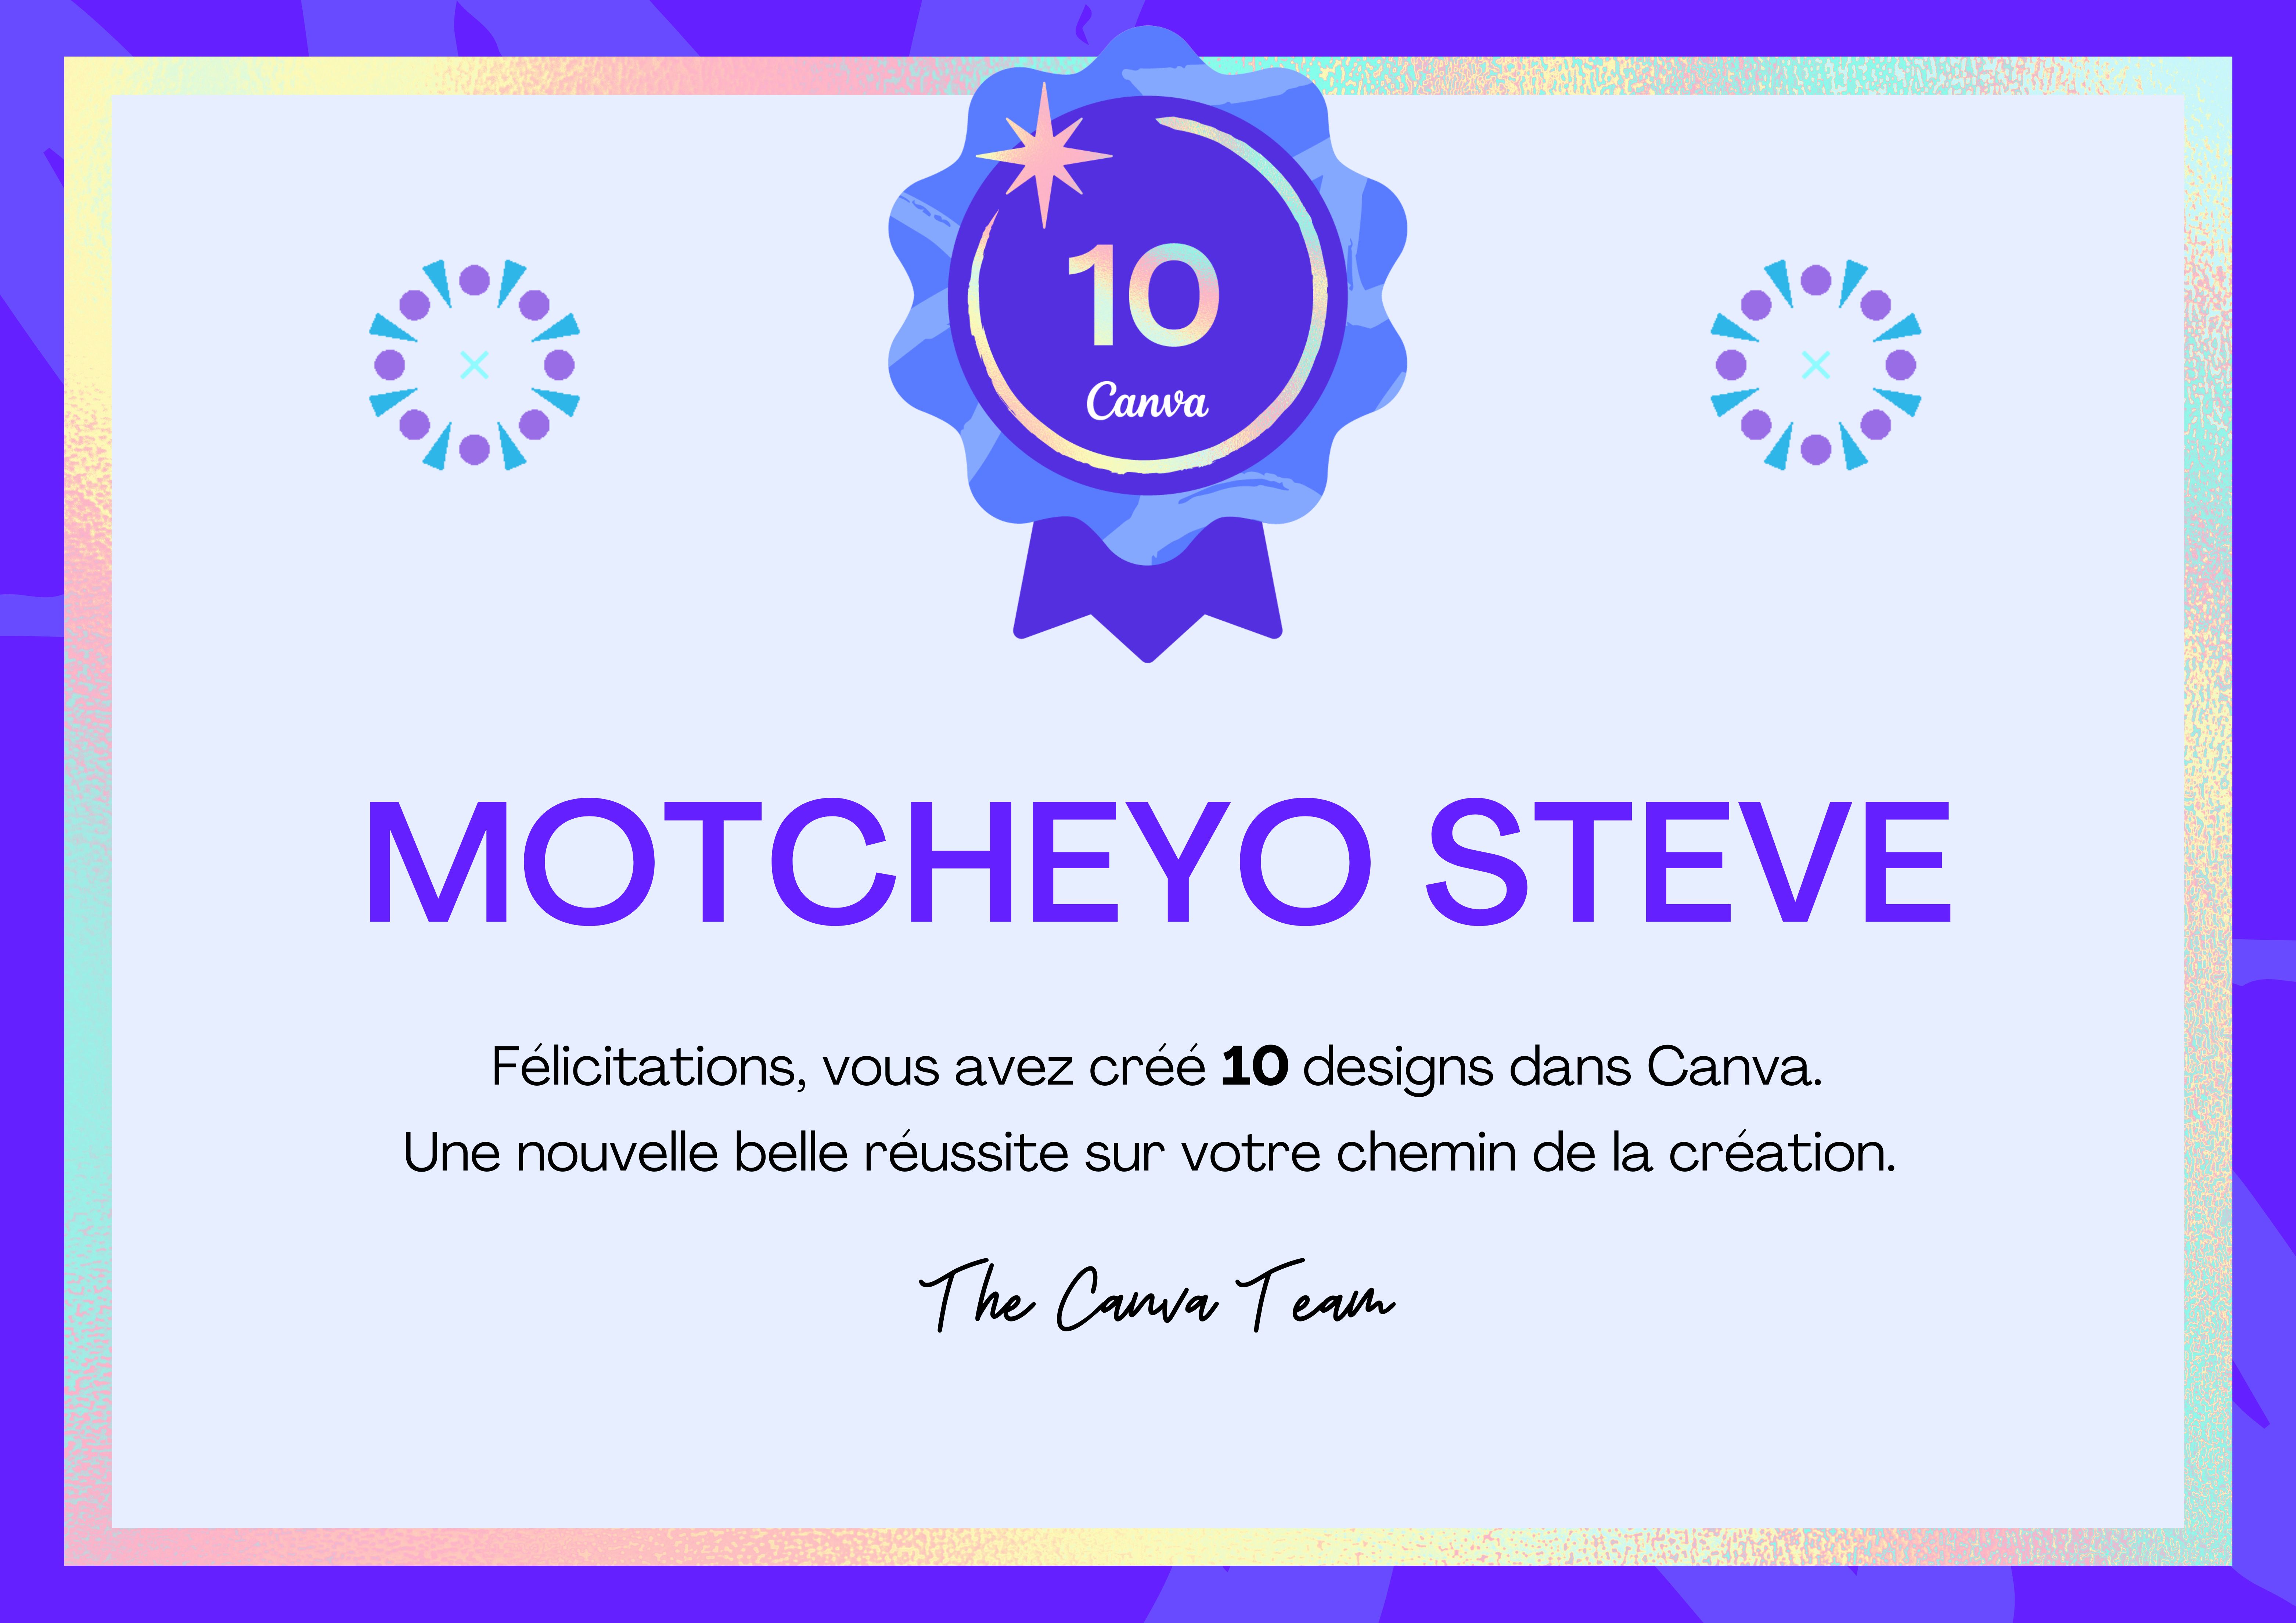 10
Canva
MOTCHEYO STEVE
Félicitations, vous avez créé 10 designs dans Canva.
Une nouvelle belle réussite sur votre chemin de la création.
The Canva Team